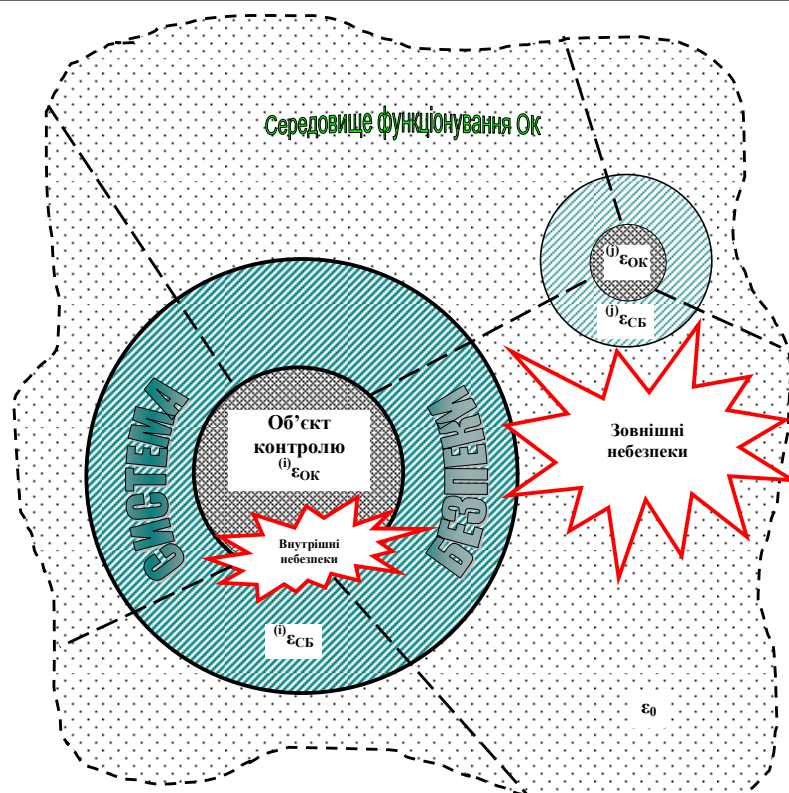 Середовище функціонування ОК
(j)εОК
(j)εСБ
СИСТЕМА
Об’єкт
контролю
(i)εОК
БЕЗПЕКИ
Зовнішні
небезпеки
Внутрішні
небезпеки
(i)εСБ
ε0